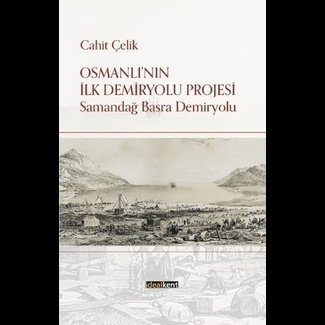 Cahit Çelik
OSMANLI'NIN
İLK DEMİRYOLU PROJESİ
Samandağ Basra Demiryolu
idealkent